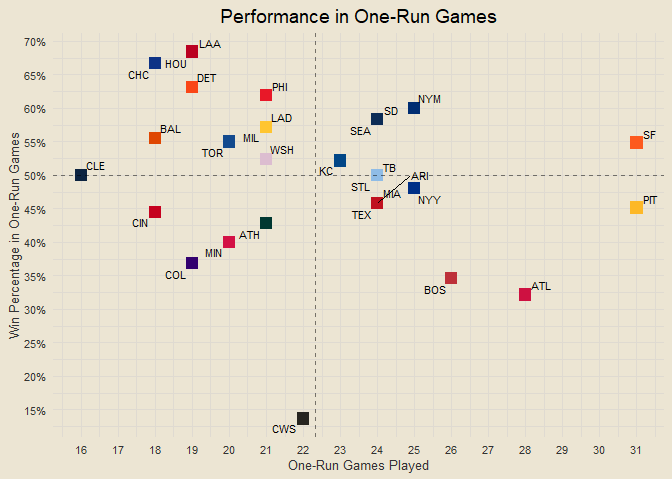 Performance in One-Run Games
Win Percentage in One-Run Games
70%
65%
60%
55%
50%
45%
40%
35%
30%
25%
20%
15%
LAA
HOU
CHC
DET
PHI
NYM
SD
LAD
SEA
BAL
MIL
SF
TOR
WSH
CLE
KC
TB
ARI
STL
MIA
NYY
PIT
TEX
CIN
ATH
MIN
COL
BOS
ATL
CWS
16 17 18 19 20 21 22 23 24 25 26 27 28 29 30 31
One-Run Games Played